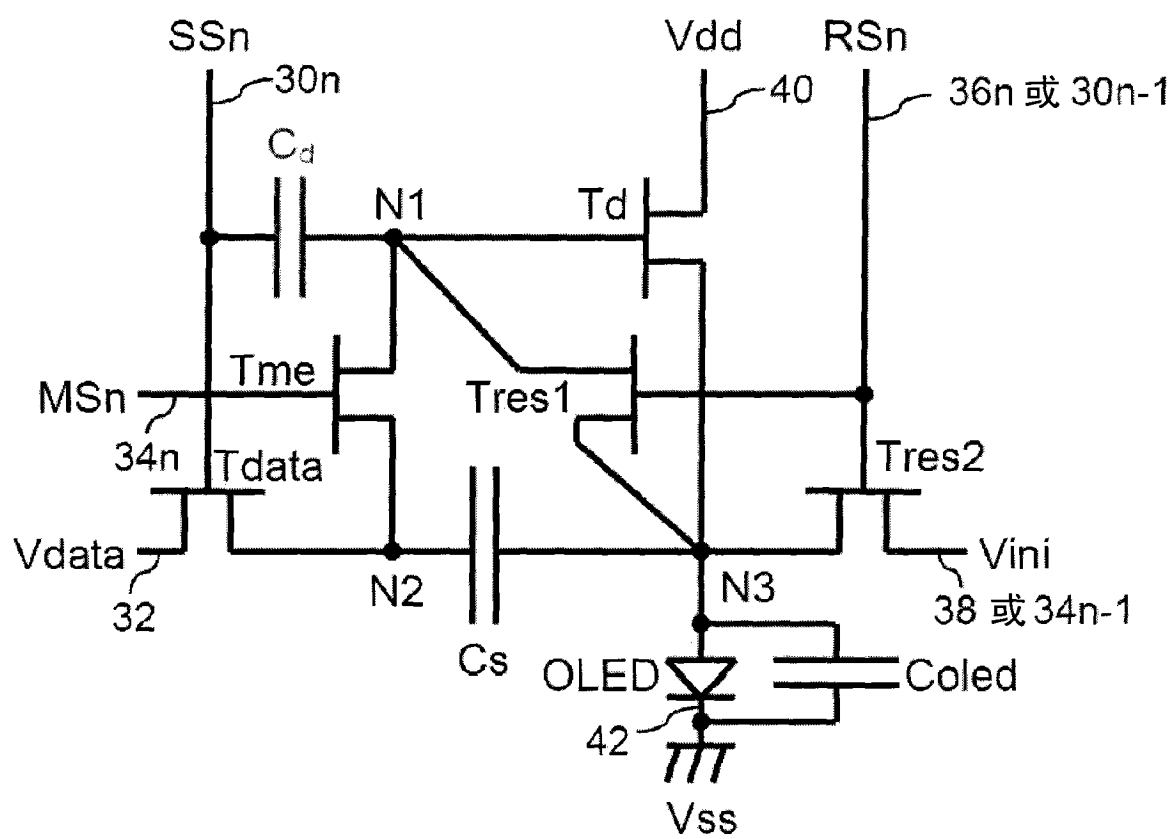 SSn
Vdd
RSn
30n
40
36n 或 30n-1
Cd
N1
Td
Tme
MSn
Tres1
34n
Tdata
Tres2
Vdata
Vini
N2
N3
32
38 或 34n-1
Cs
OLED
Coled
42
Vss